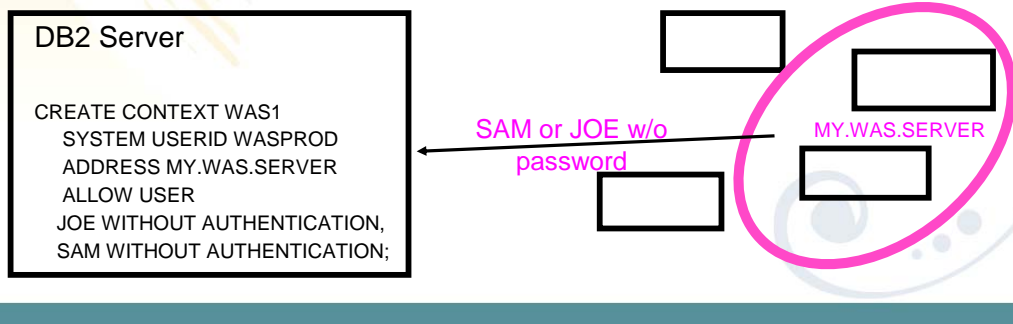 DB2 Server
CREATE CONTEXT WAS1
SYSTEM USERID WASPROD
ADDRESS MY.WAS.SERVER
ALLOW USER
JOE WITHOUT AUTHENTICATION,
SAM WITHOUT AUTHENTICATION;
SAM or JOE w/o
password
MY.WAS.SERVER